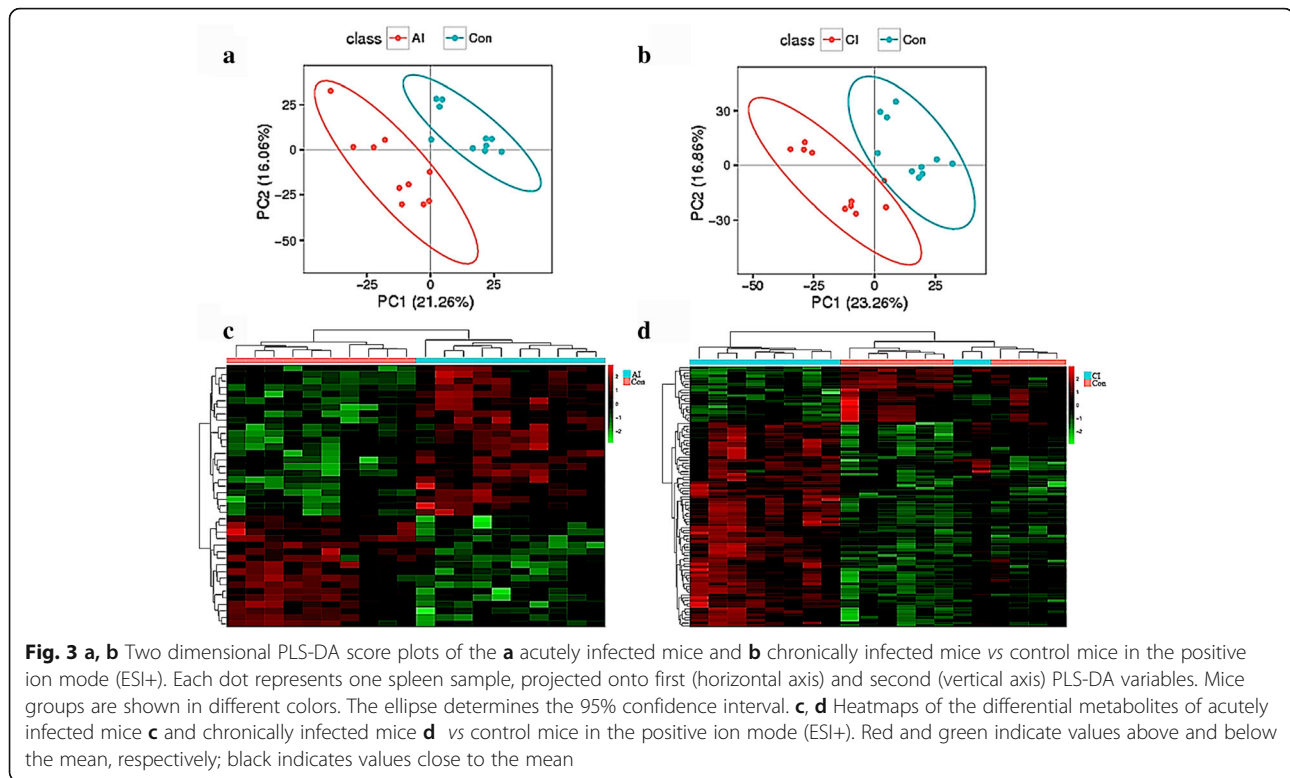 a
class AI Con
25
0
-25
-50
PC2 (16.06%)
-25 0 25
PC1 (21.26%)
b
class CI Con
30
0
-30
PC2 (16.86%)
-50 -25 0 25
PC1 (23.26%)
c
AI
Con
2
1
0
-1
-2
d
CI
Con
2
1
0
-1
-2
Fig. 3 a, b Two dimensional PLS-DA score plots of the a acutely infected mice and b chronically infected mice vs control mice in the positive
ion mode (ESI+). Each dot represents one spleen sample, projected onto first (horizontal axis) and second (vertical axis) PLS-DA variables. Mice
groups are shown in different colors. The ellipse determines the 95% confidence interval. c, d Heatmaps of the differential metabolites of acutely
infected mice c and chronically infected mice d vs control mice in the positive ion mode (ESI+). Red and green indicate values above and below
the mean, respectively; black indicates values close to the mean